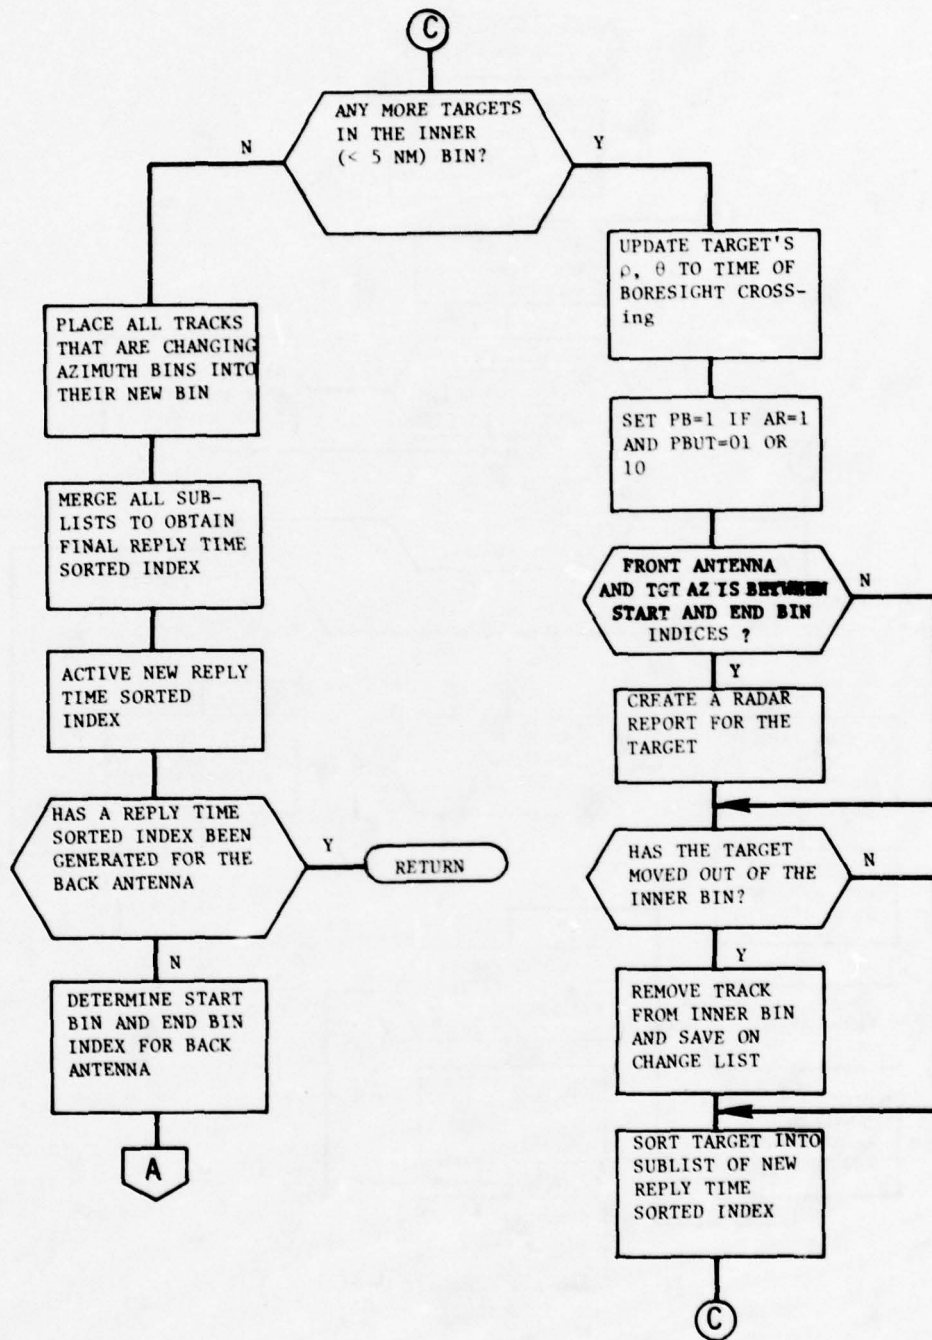 C
ANY MORE TARGETS
IN THE INNER
(< 5 NM) BIN?
N
Y
PLACE ALL TRACKS
THAT ARE CHANGING
AZIMUTH BINS INTO
THEIR NEW BIN
MERGE ALL SUB-
LISTS TO OBTAIN
FINAL REPLY TIME
SORTED INDEX
ACTIVE NEW REPLY
TIME SORTED
INDEX
HAS A REPLY TIME
SORTED INDEX BEEN
GENERATED FOR THE
BACK ANTENNA
Y
RETURN
N
DETERMINE START
BIN AND END BIN
INDEX FOR BACK
ANTENNA
A
UPDATE TARGET'S
ρ, θ TO TIME OF
BORESIGHT CROSS-
ing
SET PB=1 IF AR=1
AND PBUT=01 OR
10
FRONT ANTENNA
AND TGT AZ IS BETWEEN
START AND END BIN
INDICES ?
N
Y
CREATE A RADAR
REPORT FOR THE
TARGET
HAS THE TARGET
MOVED OUT OF THE
INNER BIN?
N
Y
REMOVE TRACK
FROM INNER BIN
AND SAVE ON
CHANGE LIST
SORT TARGET INTO
SUBLIST OF NEW
REPLY TIME
SORTED INDEX
C